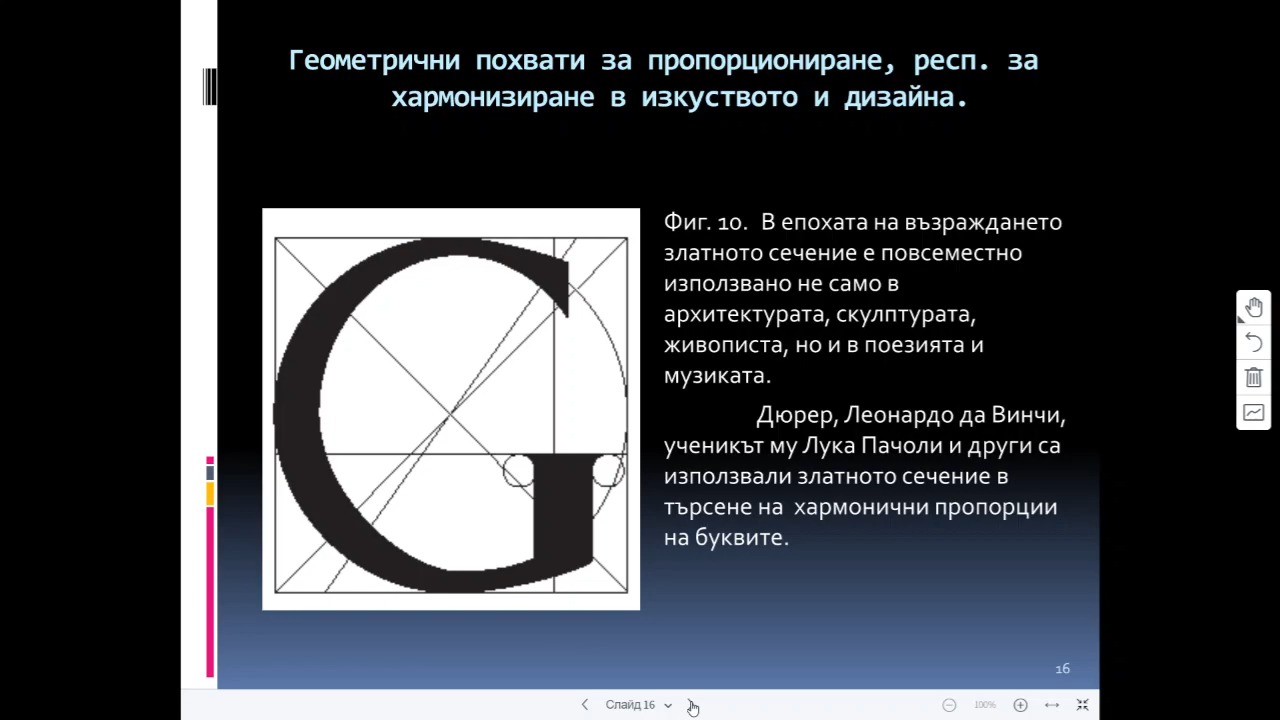 Геометрични похвати за пропорциониране, респ. за
хармонизиране в изкуството и дизайна.
Фиг. 10. В епохата на възраждането
златното сечение е повсеместно
използвано не само в
архитектурата, скулптурата,
живописта, но и в поезията и
музиката.
Дюрер, Леонардо да Винчи,
ученикът му Лука Пачоли и други са
използвали златното сечение в
търсене на хармонични пропорции
на буквите.
G
16
Слайд 16
100%